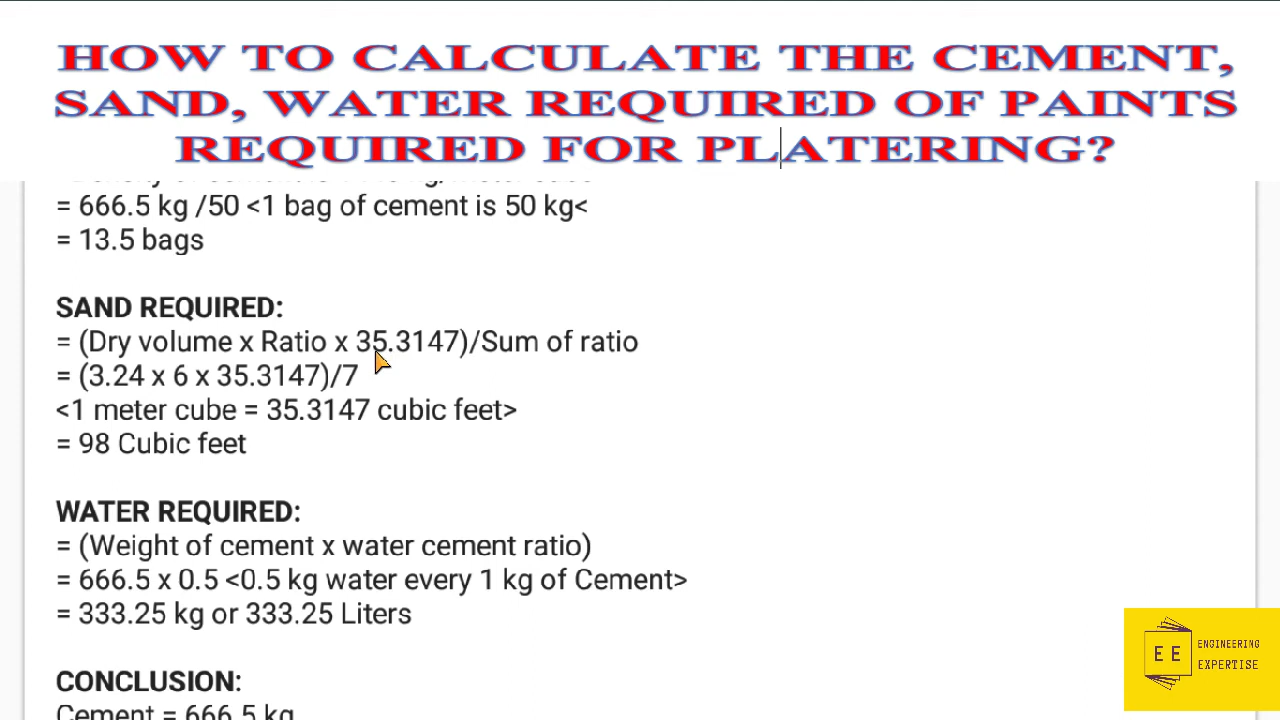 HOW TO CALCULATE THE CEMENT,
SAND, WATER REQUIRED OF PAINTS
REQUIRED FOR PLATERING?
= 666.5 kg /50 <1 bag of cement is 50 kg<
= 13.5 bags
SAND REQUIRED:
= (Dry volume x Ratio x 35.3147)/Sum of ratio
= (3.24 x 6 x 35.3147)/7
<1 meter cube = 35.3147 cubic feet>
= 98 Cubic feet
WATER REQUIRED:
= (Weight of cement x water cement ratio)
= 666.5 x 0.5 <0.5 kg water every 1 kg of Cement>
= 333.25 kg or 333.25 Liters
CONCLUSION:
Cement = 666.5 kg
E E
ENGINEERING
EXPERTISE